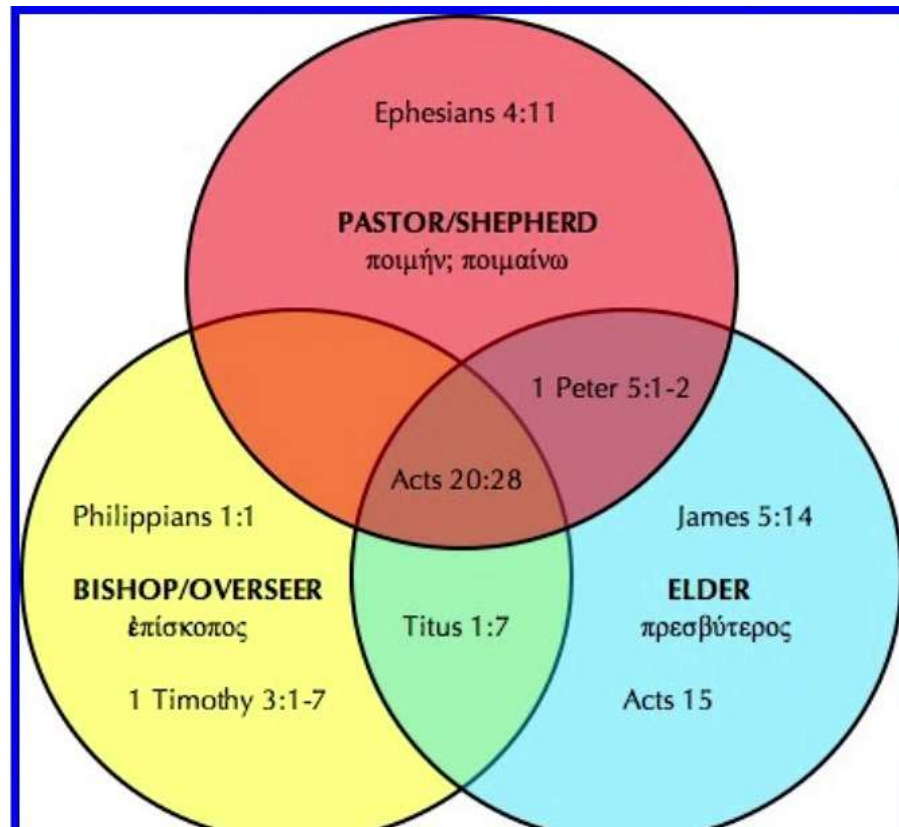 Ephesians 4:11
PASTOR/SHEPHERD
ποιμήν; ποιμαίνω
1 Peter 5:1-2
Acts 20:28
Philippians 1:1
James 5:14
BISHOP/OVERSEER
ἐπίσκοπος
Titus 1:7
ELDER
πρεσβύτερος
1 Timothy 3:1-7
Acts 15